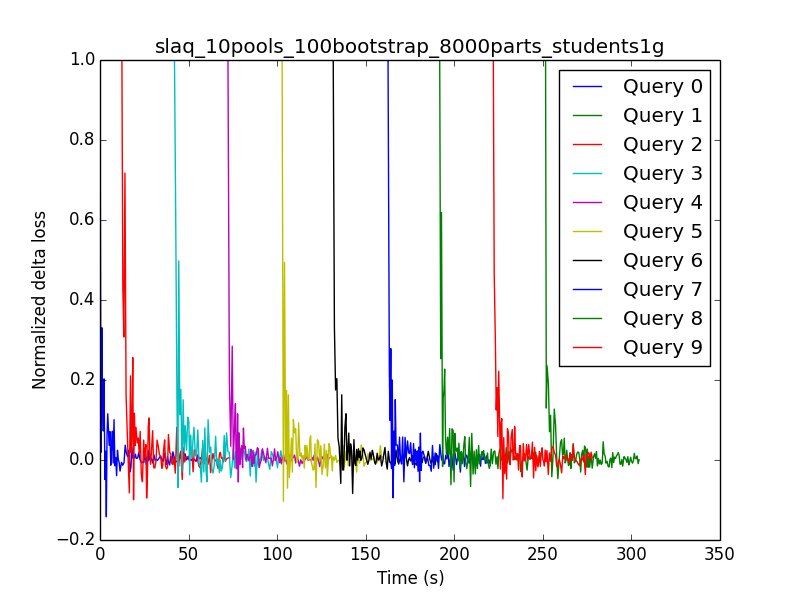 slaq_10pools_100bootstrap_8000parts_students1g
1.0
0.8
0.6
0.4
0.2
0.0
−0.2
Normalized delta loss
Query 0
Query 1
Query 2
Query 3
Query 4
Query 5
Query 6
Query 7
Query 8
Query 9
0 50 100 150 200 250 300 350
Time (s)